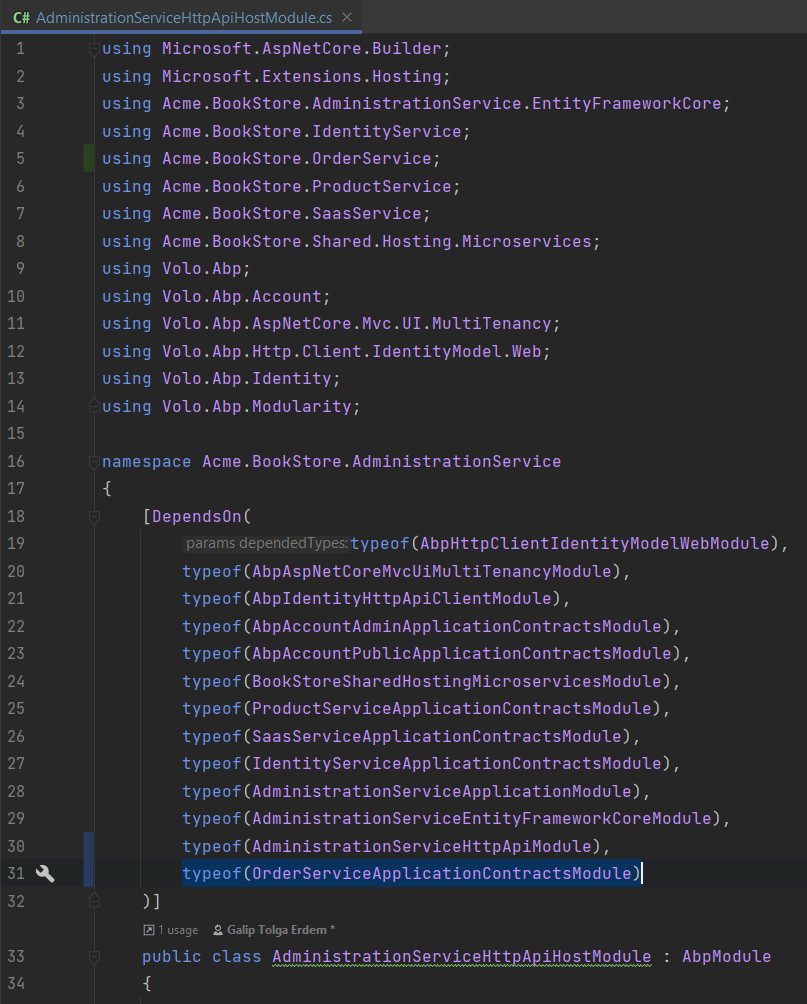 C# AdministrationServiceHttpApiHostModule.cs ×
1 using Microsoft.AspNetCore.Builder;
2 using Microsoft.Extensions.Hosting;
3 using Acme.BookStore.AdministrationService.EntityFrameworkCore;
4 using Acme.BookStore.IdentityService;
5 using Acme.BookStore.OrderService;
6 using Acme.BookStore.ProductService;
7 using Acme.BookStore.SaasService;
8 using Acme.BookStore.Shared.Hosting.Microservices;
9 using Volo.Abp;
10 using Volo.Abp.Account;
11 using Volo.Abp.AspNetCore.Mvc.UI.MultiTenancy;
12 using Volo.Abp.Http.Client.IdentityModel.Web;
13 using Volo.Abp.Identity;
14 using Volo.Abp.Modularity;
15
16 namespace Acme.BookStore.AdministrationService
17 {
18 [DependsOn(
19 params dependedTypes: typeof(AbpHttpClientIdentityModelWebModule),
20 typeof(AbpAspNetCoreMvcUiMultiTenancyModule),
21 typeof(AbpIdentityHttpApiClientModule),
22 typeof(AbpAccountAdminApplicationContractsModule),
23 typeof(AbpAccountPublicApplicationContractsModule),
24 typeof(BookStoreSharedHostingMicroservicesModule),
25 typeof(ProductServiceApplicationContractsModule),
26 typeof(SaasServiceApplicationContractsModule),
27 typeof(IdentityServiceApplicationContractsModule),
28 typeof(AdministrationServiceApplicationModule),
29 typeof(AdministrationServiceEntityFrameworkCoreModule),
30 typeof(AdministrationServiceHttpApiModule),
31 typeof(OrderServiceApplicationContractsModule)
32 )]
1 usage Galip Tolga Erdem *
33 public class AdministrationServiceHttpApiHostModule : AbpModule
34 {